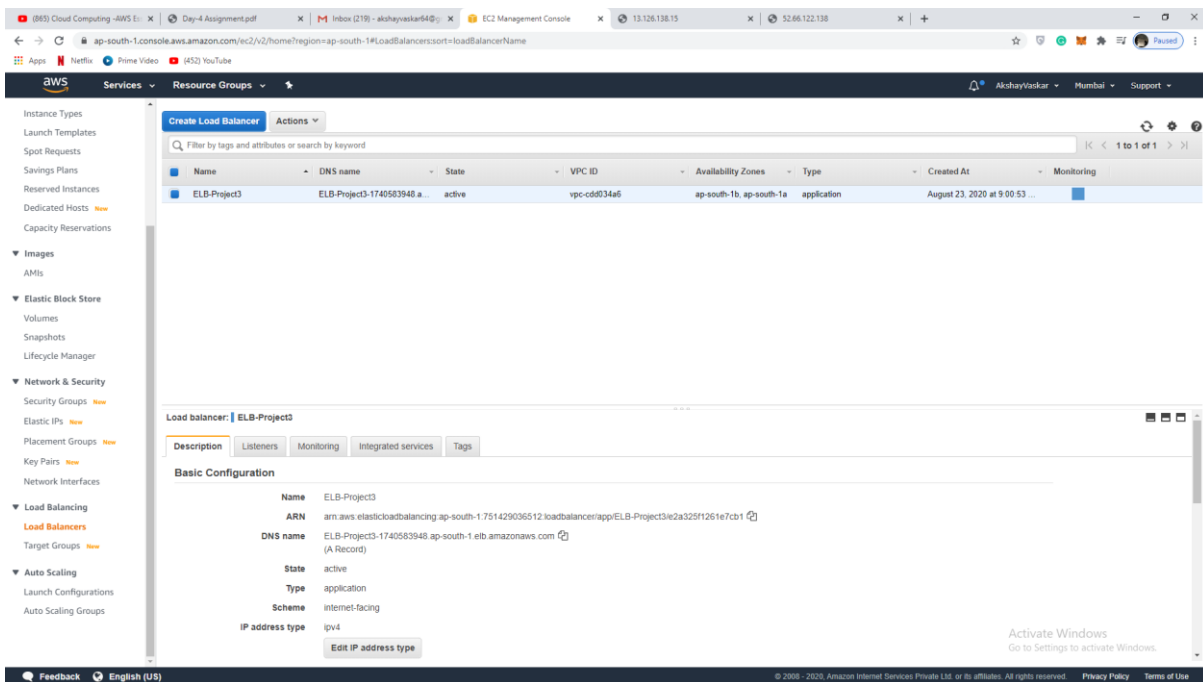 (865) Cloud Computing -AWS Es
Day-4 Assignment.pdf
Inbox (219) - akshayvaskar64@g
EC2 Management Console
13.126.138.15
52.66.122.138
ap-south-1.console.aws.amazon.com/ec2/v2/home?region=ap-south-1#LoadBalancers:sort=loadBalancerName
Paused
Apps Netflix Prime Video (452) YouTube
aws Services Resource Groups AkshayVaskar Mumbai Support
Instance Types
Launch Templates
Spot Requests
Savings Plans
Reserved Instances
Dedicated Hosts New
Capacity Reservations
Images
AMIs
Elastic Block Store
Volumes
Snapshots
Lifecycle Manager
Network & Security
Security Groups New
Elastic IPs New
Placement Groups New
Key Pairs New
Network Interfaces
Load Balancing
Load Balancers
Target Groups New
Auto Scaling
Launch Configurations
Auto Scaling Groups
Create Load Balancer Actions
Filter by tags and attributes or search by keyword
1 to 1 of 1
Name DNS name State VPC ID Availability Zones Type Created At Monitoring
ELB-Project3 ELB-Project3-1740583948.a... active vpc-cdd034a6 ap-south-1b, ap-south-1a application August 23, 2020 at 9:00:53 ...
Load balancer: ELB-Project3
Description Listeners Monitoring Integrated services Tags
Basic Configuration
Name ELB-Project3
ARN arn:aws:elasticloadbalancing:ap-south-1:751429036512:loadbalancer/app/ELB-Project3/e2a325f1261e7cb1
DNS name ELB-Project3-1740583948.ap-south-1.elb.amazonaws.com
(A Record)
State active
Type application
Scheme internet-facing
IP address type ipv4
Edit IP address type
Activate Windows
Go to Settings to activate Windows.
Feedback English (US) © 2008 - 2020, Amazon Internet Services Private Ltd. or its affiliates. All rights reserved. Privacy Policy Terms of Use